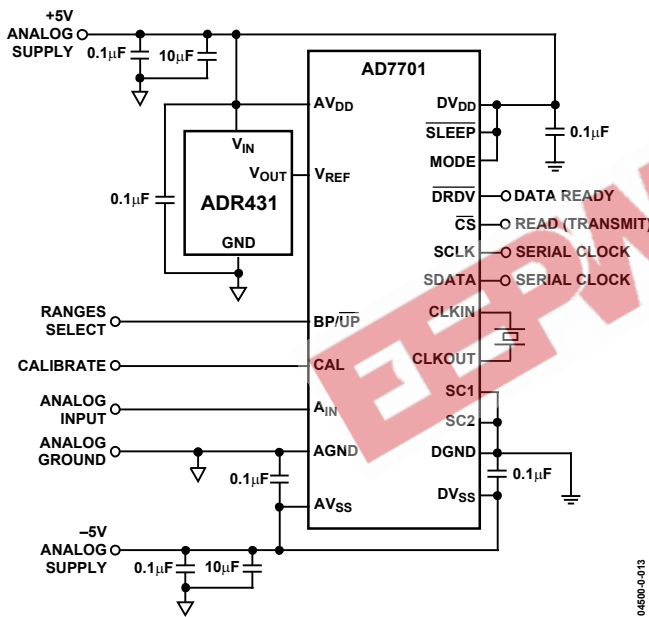 +5V
ANALOG
SUPPLY
0.1µF
10µF
AD7701
AVDD
DVDD
SLEEP
0.1µF
MODE
VIN
VOUT
VREF
ADR431
0.1µF
GND
DRDV
DATA READY
CS
READ (TRANSMIT)
SCLK
SERIAL CLOCK
SDATA
SERIAL CLOCK
RANGES
SELECT
BP/UP
CLKIN
CALIBRATE
CAL
CLKOUT
ANALOG
INPUT
AIN
SC1
SC2
ANALOG
GROUND
AGND
DGND
0.1µF
0.1µF
AVSS
DVSS
–5V
ANALOG
SUPPLY
0.1µF
10µF
04500-0-013